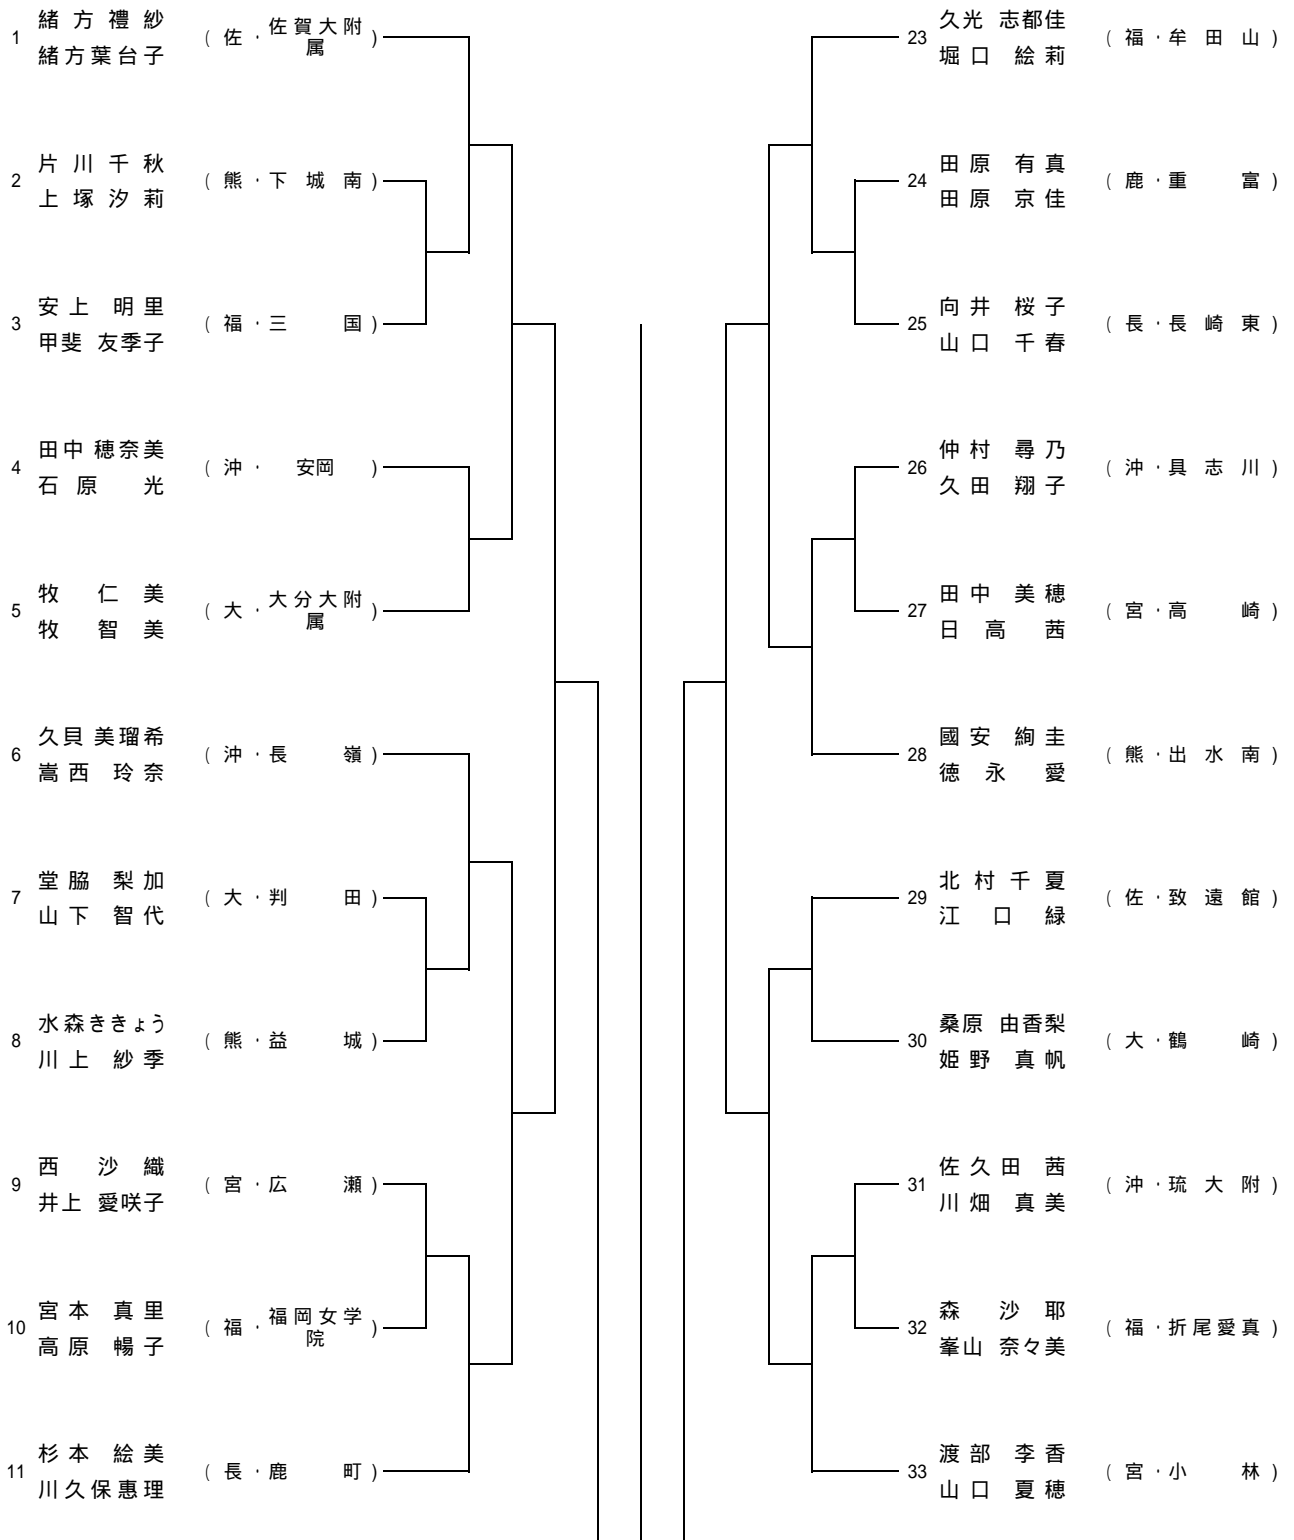 1 緒方禮紗 緒方葉台子 (佐・佐賀大附属)
2 片川千秋 上塚汐莉 (熊・下城南)
3 安上 明里 甲斐 友季子 (福・三国)
4 田中 穂奈美 石原 光 (沖・安岡)
5 牧 仁美 牧 智美 (大・大分大附属)
6 久貝 美瑠希 嵩西 玲奈 (沖・長嶺)
7 堂脇 梨加 山下 智代 (大・判田)
8 水森ききょう 川上 紗季 (熊・益城)
9 西 沙織 井上 愛咲子 (宮・広瀬)
10 宮本 真里 高原 暢子 (福・福岡女学院)
11 杉本 絵美 川久保惠理 (長・鹿町)
23 久光 志都佳 堀口 絵莉 (福・牟田山)
24 田原 有真 田原 京佳 (鹿・重富)
25 向井 桜子 山口 千春 (長・長崎東)
26 仲村 尋乃 久田 翔子 (沖・具志川)
27 田中 美穂 日高 茜 (宮・高崎)
28 國安 絢圭 徳永 愛 (熊・出水南)
29 北村千夏 江口 緑 (佐・致遠館)
30 桑原 由香梨 姫野 真帆 (大・鶴崎)
31 佐久田 茜 川畑 真美 (沖・琉大附)
32 森 沙耶 峯山 奈々美 (福・折尾愛真)
33 渡部 李香 山口 夏穂 (宮・小林)